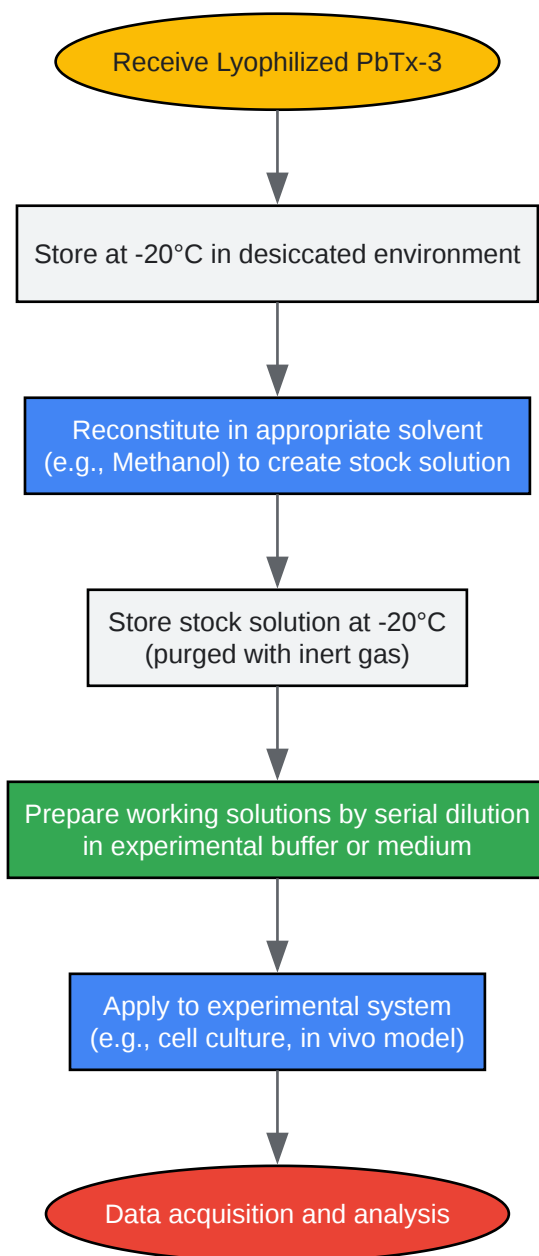 Receive Lyophilized PbTx-3
Store at -20°C in desiccated environment
Reconstitute in appropriate solvent
(e.g., Methanol) to create stock solution
Store stock solution at -20°C
(purged with inert gas)
Prepare working solutions by serial dilution
in experimental buffer or medium
Apply to experimental system
(e.g., cell culture, in vivo model)
Data acquisition and analysis